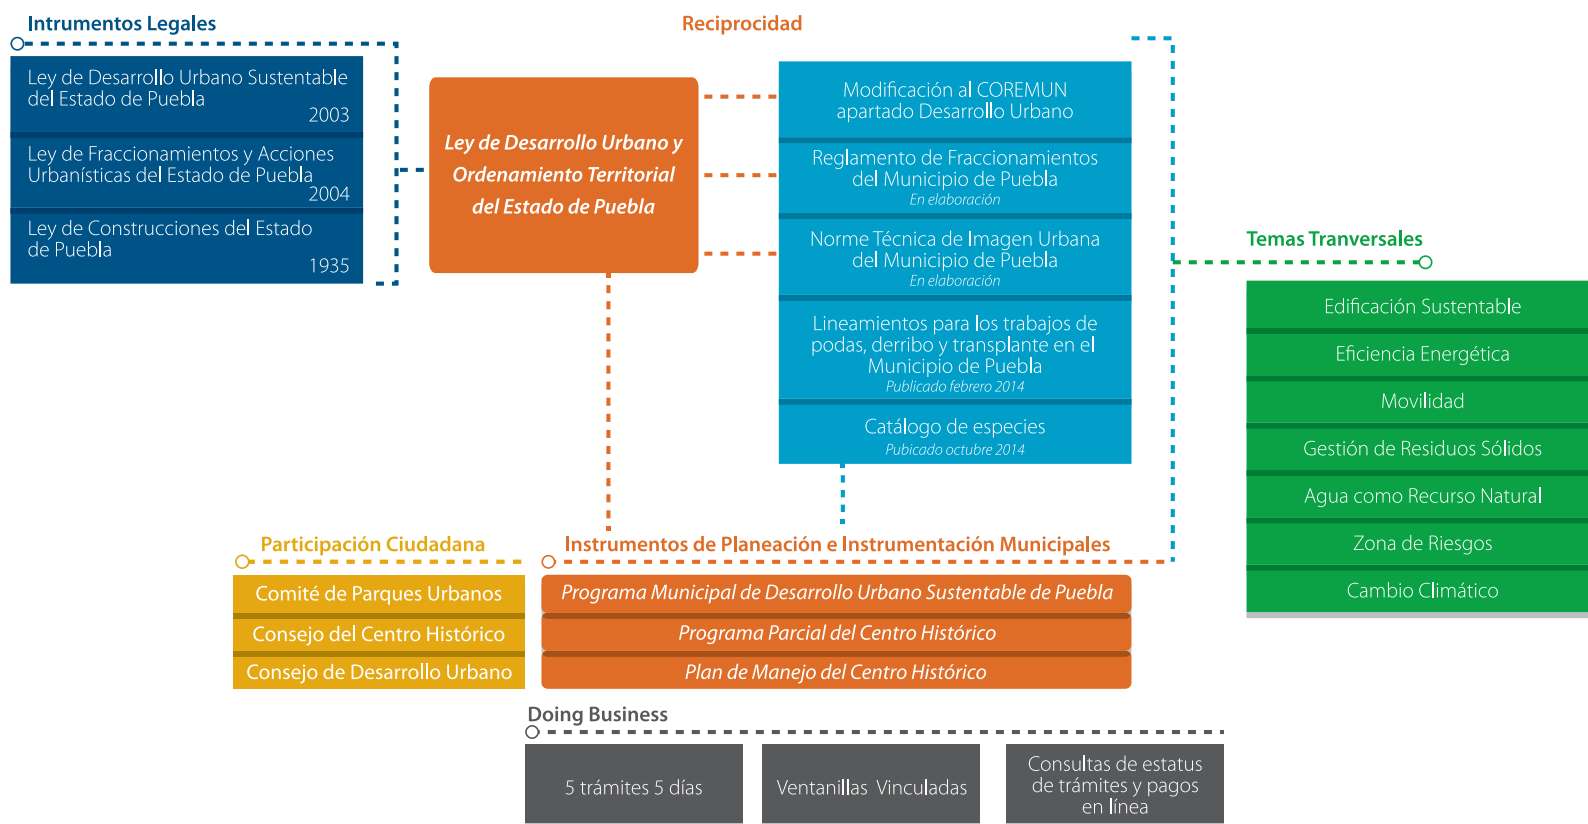 Intrumentos Legales
Ley de Desarrollo Urbano Sustentable
del Estado de Puebla
2003
Ley de Fraccionamientos y Acciones
Urbanísticas del Estado de Puebla
2004
Ley de Construcciones del Estado
de Puebla
1935
Reciprocidad
Ley de Desarrollo Urbano y
Ordenamiento Territorial
del Estado de Puebla
Modificación al COREMUN
apartado Desarrollo Urbano
Reglamento de Fraccionamientos
del Municipio de Puebla
En elaboración
Norme Técnica de Imagen Urbana
del Municipio de Puebla
En elaboración
Lineamientos para los trabajos de
podas, derribo y transplante en el
Municipio de Puebla
Publicado febrero 2014
Catálogo de especies
Pubicado octubre 2014
Temas Tranversales
Edificación Sustentable
Eficiencia Energética
Movilidad
Gestión de Residuos Sólidos
Agua como Recurso Natural
Zona de Riesgos
Cambio Climático
Participación Ciudadana
Comité de Parques Urbanos
Consejo del Centro Histórico
Consejo de Desarrollo Urbano
Instrumentos de Planeación e Instrumentación Municipales
Programa Municipal de Desarrollo Urbano Sustentable de Puebla
Programa Parcial del Centro Histórico
Plan de Manejo del Centro Histórico
Doing Business
5 trámites 5 días
Ventanillas Vinculadas
Consultas de estatus
de trámites y pagos
en línea